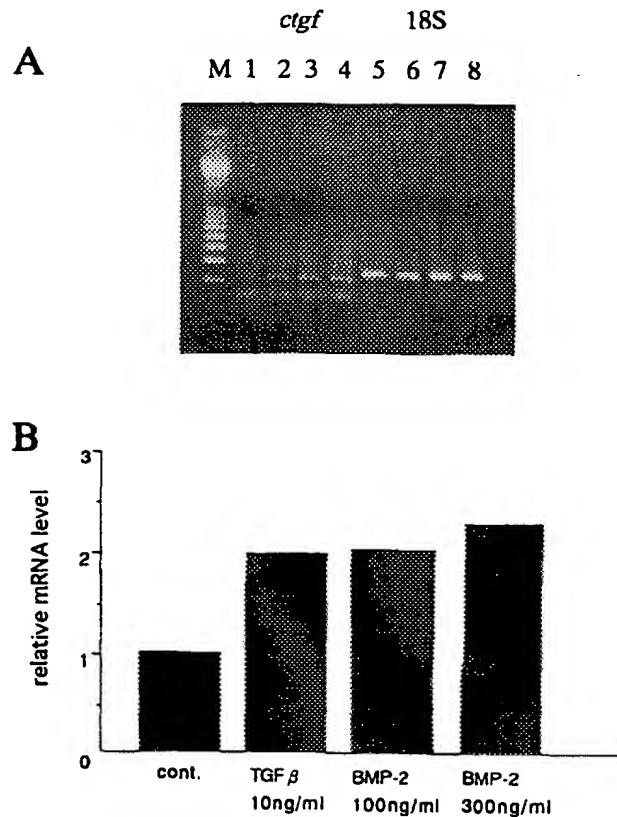 ctgf 18S
A
M 1 2 3 4 5 6 7 8
B
relative mRNA level
3
2
1
0
cont. TGF β BMP-2 BMP-2
10ng/ml 100ng/ml 300ng/ml